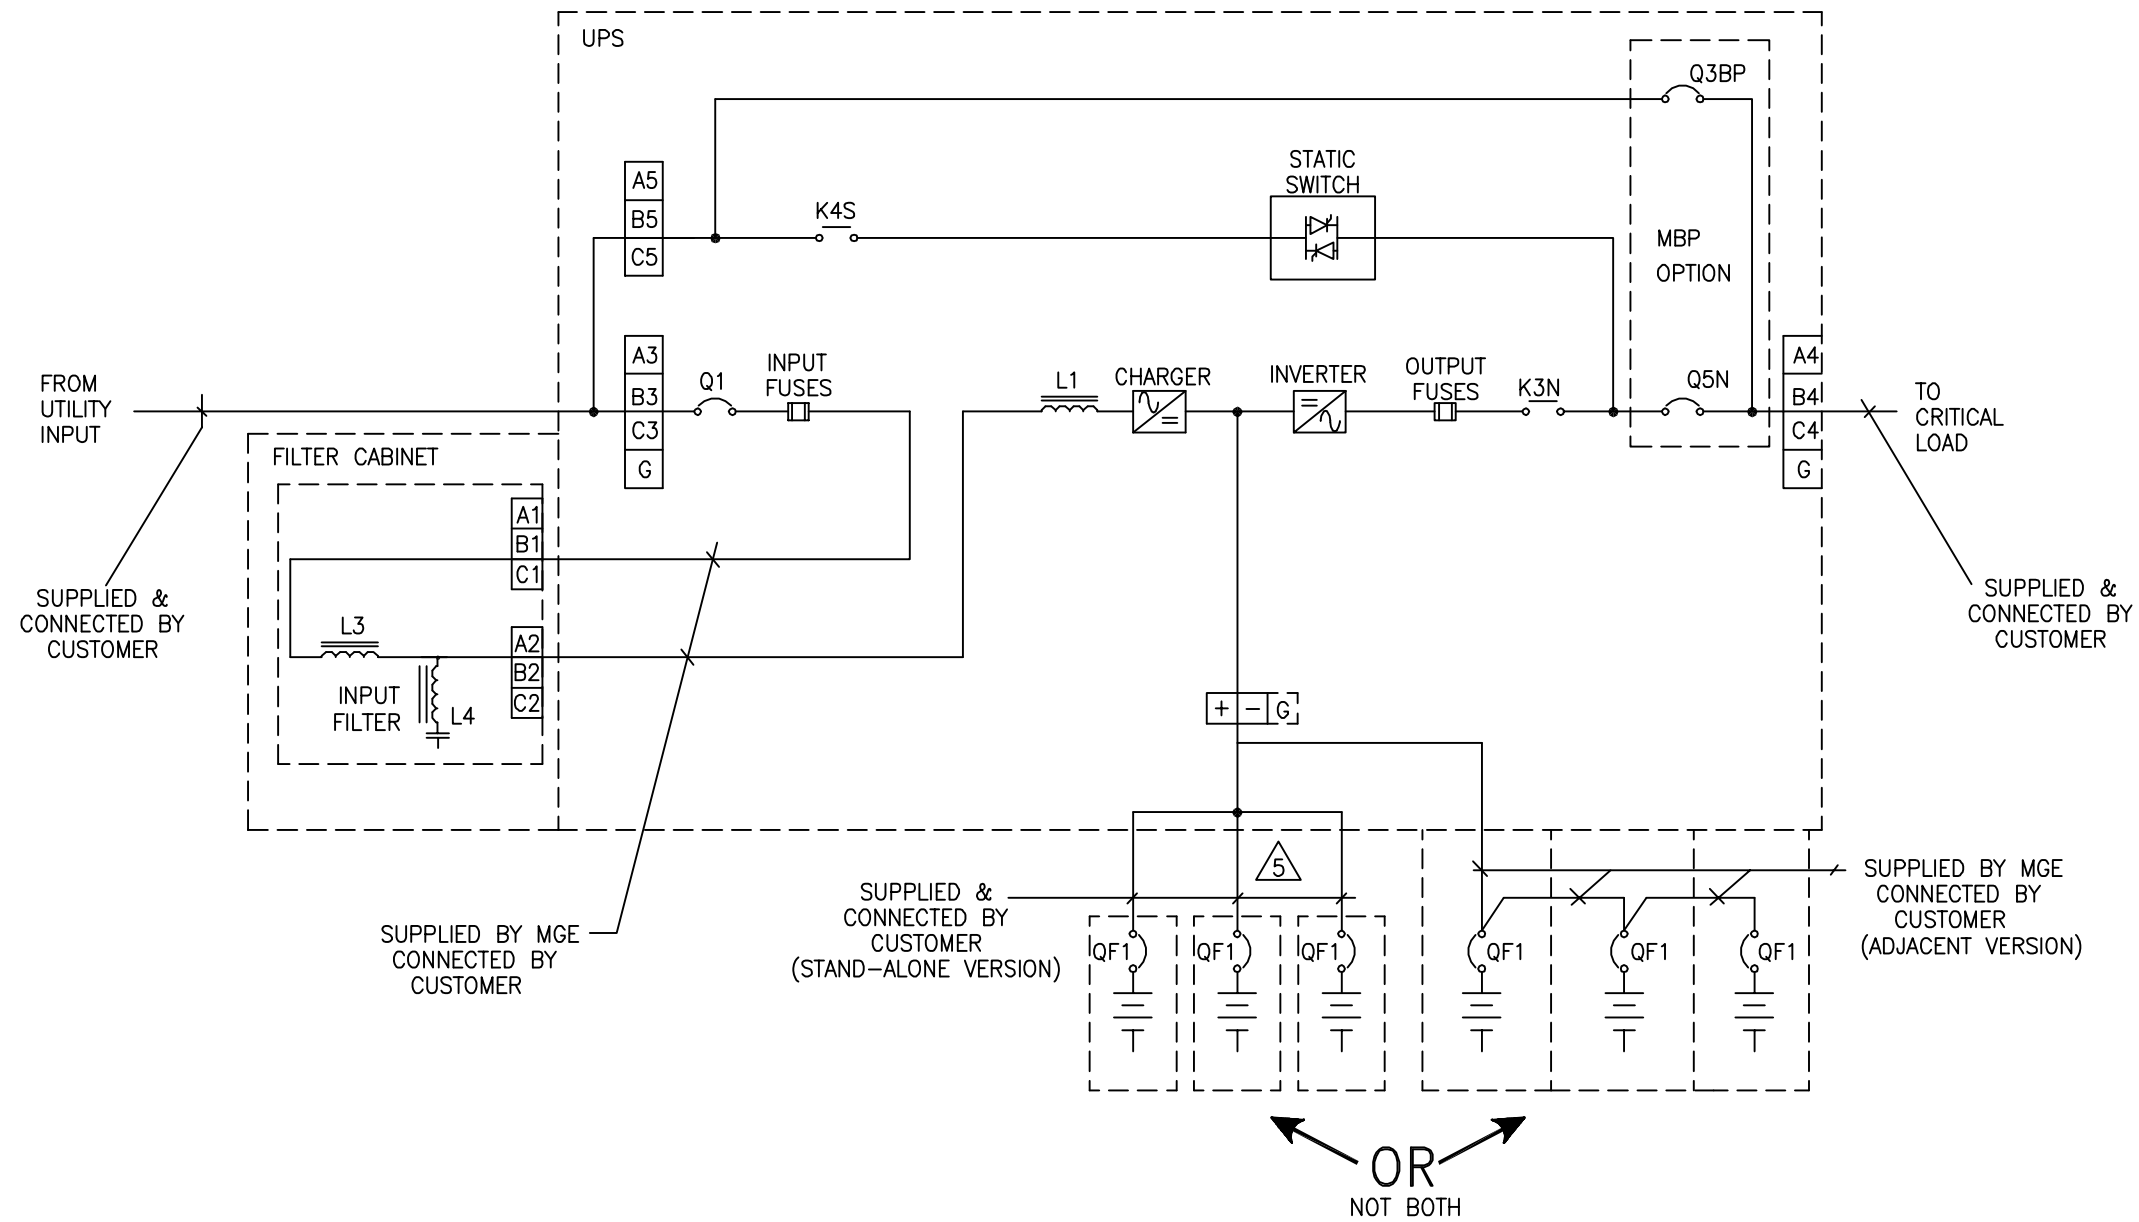 UPS
Q3BP
STATIC
SWITCH
A5
B5
C5
K4S
MBP
OPTION
FROM
UTILITY
INPUT
A3
B3
C3
G
Q1
INPUT
FUSES
L1
CHARGER
INVERTER
OUTPUT
FUSES
K3N
Q5N
A4
B4
C4
G
TO
CRITICAL
LOAD
FILTER CABINET
A1
B1
C1
L3
A2
B2
C2
INPUT
FILTER
L4
SUPPLIED &
CONNECTED BY
CUSTOMER
SUPPLIED &
CONNECTED BY
CUSTOMER
+ − G
5
SUPPLIED BY MGE
CONNECTED BY
CUSTOMER
SUPPLIED &
CONNECTED BY
CUSTOMER
(STAND-ALONE VERSION)
SUPPLIED BY MGE
CONNECTED BY
CUSTOMER
(ADJACENT VERSION)
QF1
QF1
QF1
QF1
QF1
QF1
OR
NOT BOTH